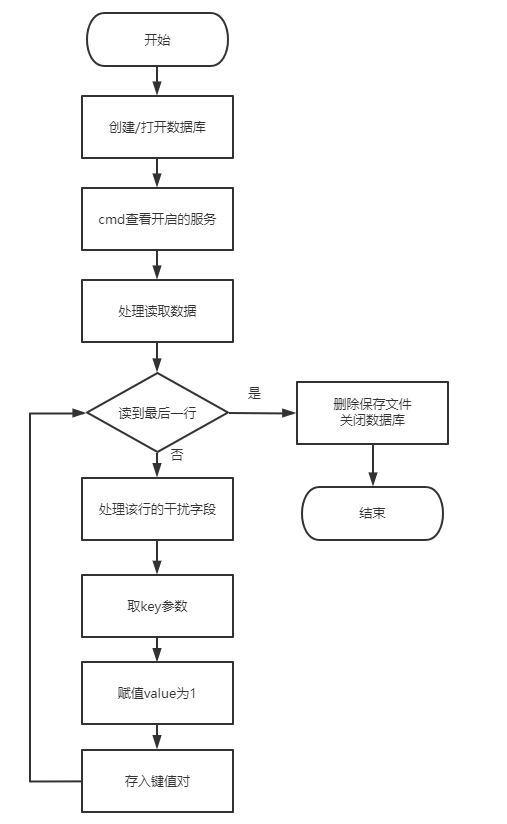 开始
创建/打开数据库
cmd查看开启的服务
处理读取数据
读到最后一行
是
删除保存文件
关闭数据库
否
处理该行的干扰字段
结束
取key参数
赋值value为1
存入键值对